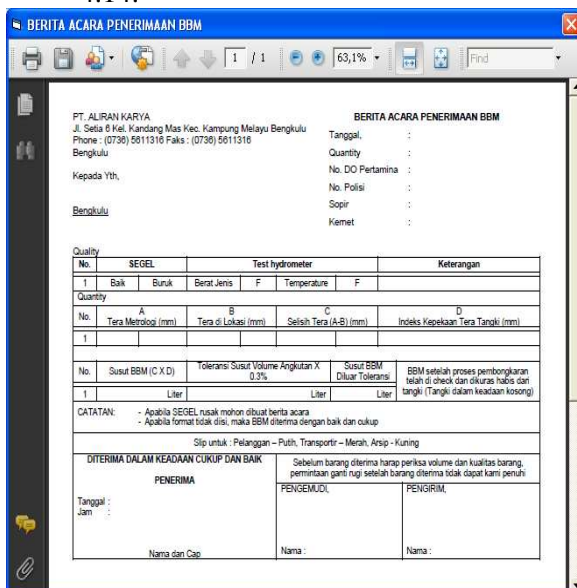 BERITA ACARA PENERIMAAN BBM
1 / 1
63,1%
Find
PT. ALIRAN KARYA
Jl. Setia 6 Kel. Kandang Mas Kec. Kampung Melayu Bengkulu
Phone : (0736) 5611316 Faks : (0736) 5611316
Bengkulu
Kepada Yth,
Bengkulu
BERITA ACARA PENERIMAAN BBM
Tanggal, :
Quantity :
No. DO Pertamina :
No. Polisi :
Sopir :
Kernet :
Quality
No. SEGEL Test hydrometer Keterangan
1 Baik Buruk Berat Jenis F Temperature F
Quantity
No. A Tera Metrologi (mm) B Tera di Lokasi (mm) C Selisih Tera (A-B) (mm) D Indeks Kepekaan Tera Tangki (mm)
1
No. Susut BBM (C X D) Toleransi Susut Volume Angkutan X 0.3% Susut BBM Diluar Toleransi
1 Liter Liter Liter
BBM setelah proses pembongkaran
telah di check dan dikuras habis dari
tangki (Tangki dalam keadaan kosong)
CATATAN: - Apabila SEGEL rusak mohon dibuat berita acara
- Apabila format tidak diisi, maka BBM diterima dengan baik dan cukup
Slip untuk : Pelanggan – Putih, Transportir – Merah, Arsip - Kuning
DITERIMA DALAM KEADAAN CUKUP DAN BAIK
PENERIMA
Tanggal :
Jam :
Nama dan Cap
Sebelum barang diterima harap periksa volume dan kualitas barang,
permintaan ganti rugi setelah barang diterima tidak dapat kami penuhi
PENGEMUDI,
Nama :
PENGIRIM,
Nama :